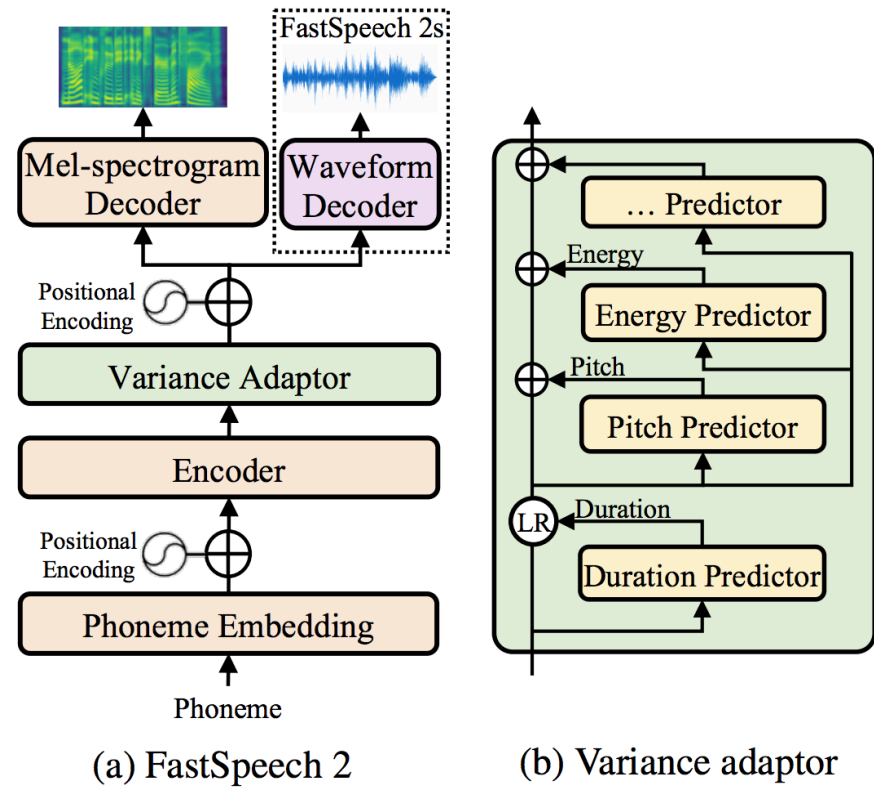 FastSpeech 2s
Mel-spectrogram
Decoder
Waveform
Decoder
Positional
Encoding
Variance Adaptor
Encoder
Positional
Encoding
Phoneme Embedding
Phoneme
(a) FastSpeech 2
... Predictor
Energy
Energy Predictor
Pitch
Pitch Predictor
LR
Duration
Duration Predictor
(b) Variance adaptor